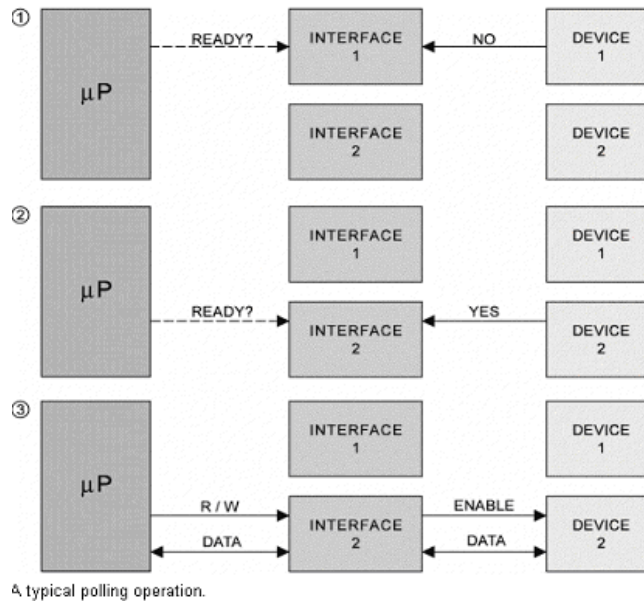 ①
READY?
INTERFACE
1
NO
DEVICE
1
μP
INTERFACE
2
DEVICE
2
②
INTERFACE
1
DEVICE
1
μP
READY?
INTERFACE
2
YES
DEVICE
2
③
INTERFACE
1
DEVICE
1
μP
R / W
INTERFACE
2
ENABLE
DEVICE
2
DATA
DATA
A typical polling operation.